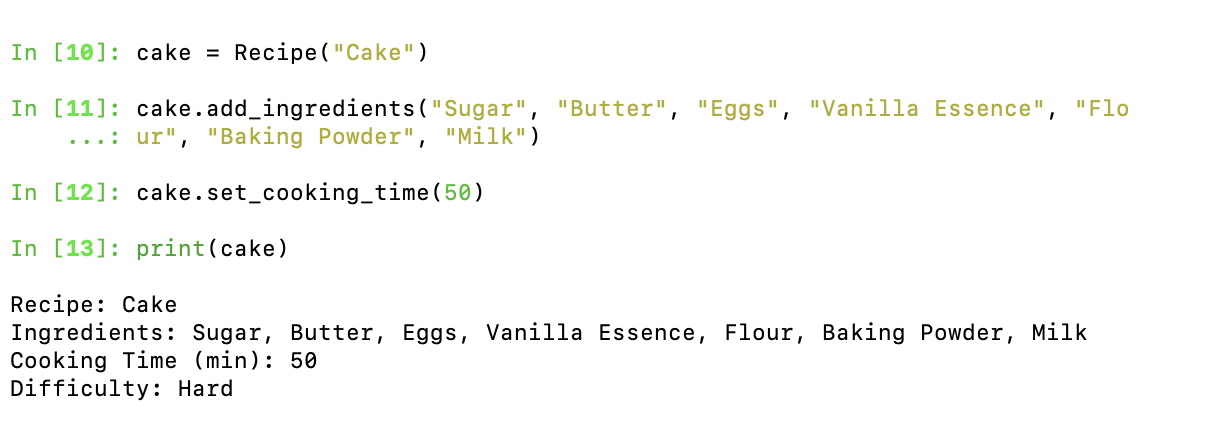 In [10]: cake = Recipe("Cake")
In [11]: cake.add_ingredients("Sugar", "Butter", "Eggs", "Vanilla Essence", "Flo
    ...: ur", "Baking Powder", "Milk")
In [12]: cake.set_cooking_time(50)
In [13]: print(cake)
Recipe: Cake
Ingredients: Sugar, Butter, Eggs, Vanilla Essence, Flour, Baking Powder, Milk
Cooking Time (min): 50
Difficulty: Hard